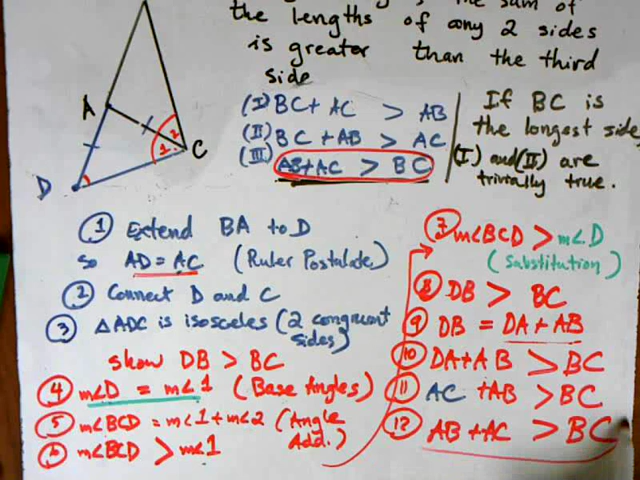 the sum of
the lengths of any 2 sides
is greater than the third
side
(I) BC + AC > AB
(II) BC + AB > AC
(III) AB + AC > BC
If BC is
the longest side,
(I) and (II) are
trivially true.
A
D
C
1
2
① Extend BA to D
so AD = AC (Ruler Postulate)
② Connect D and C
③ △ADC is isosceles (2 congruent
sides)
show DB > BC
④ m∠D = m∠1 (Base Angles)
⑤ m∠BCD = m∠1 + m∠2 (Angle
Add.)
⑥ m∠BCD > m∠1
⑦ m∠BCD > m∠D
(Substitution)
⑧ DB > BC
⑨ DB = DA + AB
⑩ DA + AB > BC
⑪ AC + AB > BC
⑫ AB + AC > BC